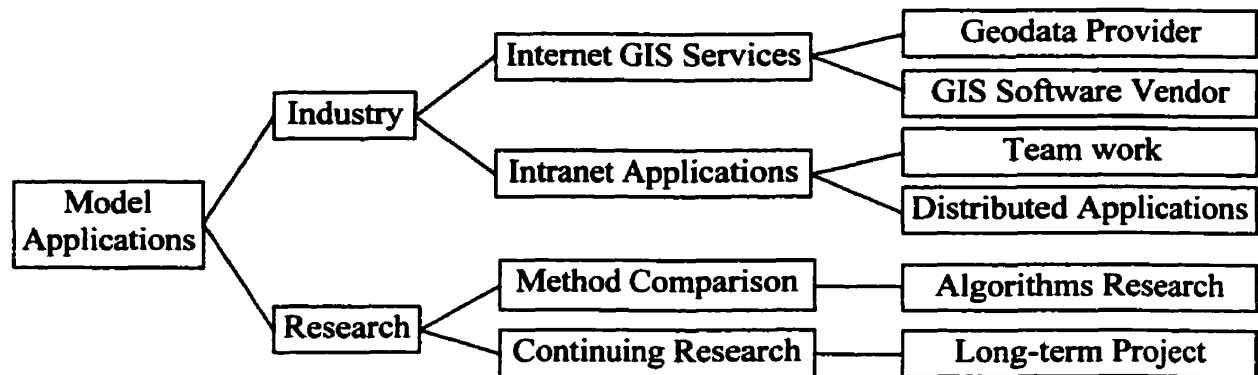 Model
Applications
Industry
Internet GIS Services
Geodata Provider
GIS Software Vendor
Intranet Applications
Team work
Distributed Applications
Research
Method Comparison
Algorithms Research
Continuing Research
Long-term Project